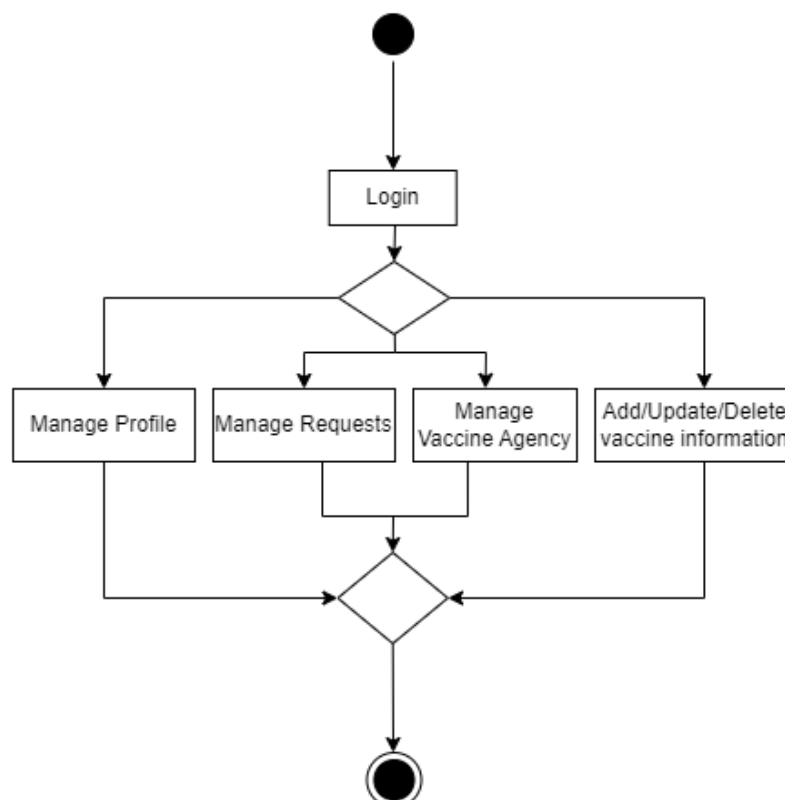 Login
Manage Profile
Manage Requests
Manage
Vaccine Agency
Add/Update/Delete
vaccine information